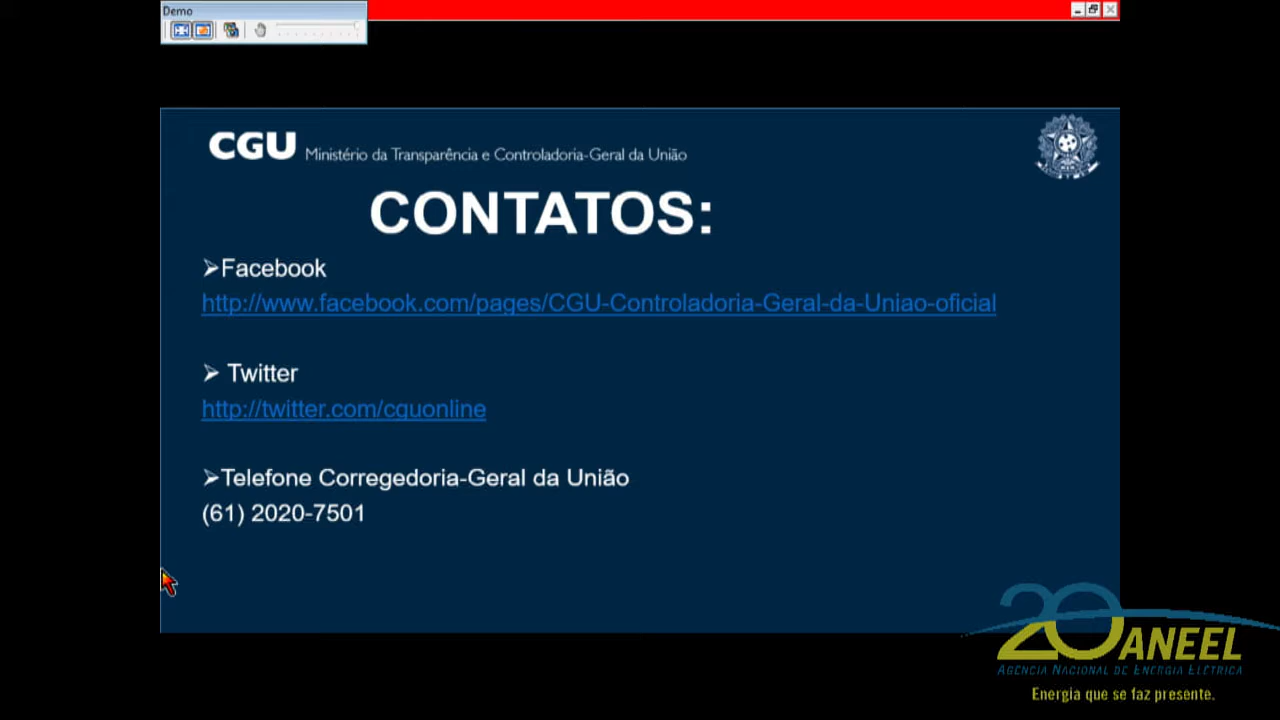 Demo
CGU Ministério da Transparência e Controladoria-Geral da União
CONTATOS:
➢Facebook
http://www.facebook.com/pages/CGU-Controladoria-Geral-da-Uniao-oficial
➢ Twitter
http://twitter.com/cguonline
➢Telefone Corregedoria-Geral da União
(61) 2020-7501
20 ANEEL
AGÊNCIA NACIONAL DE ENERGIA ELÉTRICA
Energia que se faz presente.